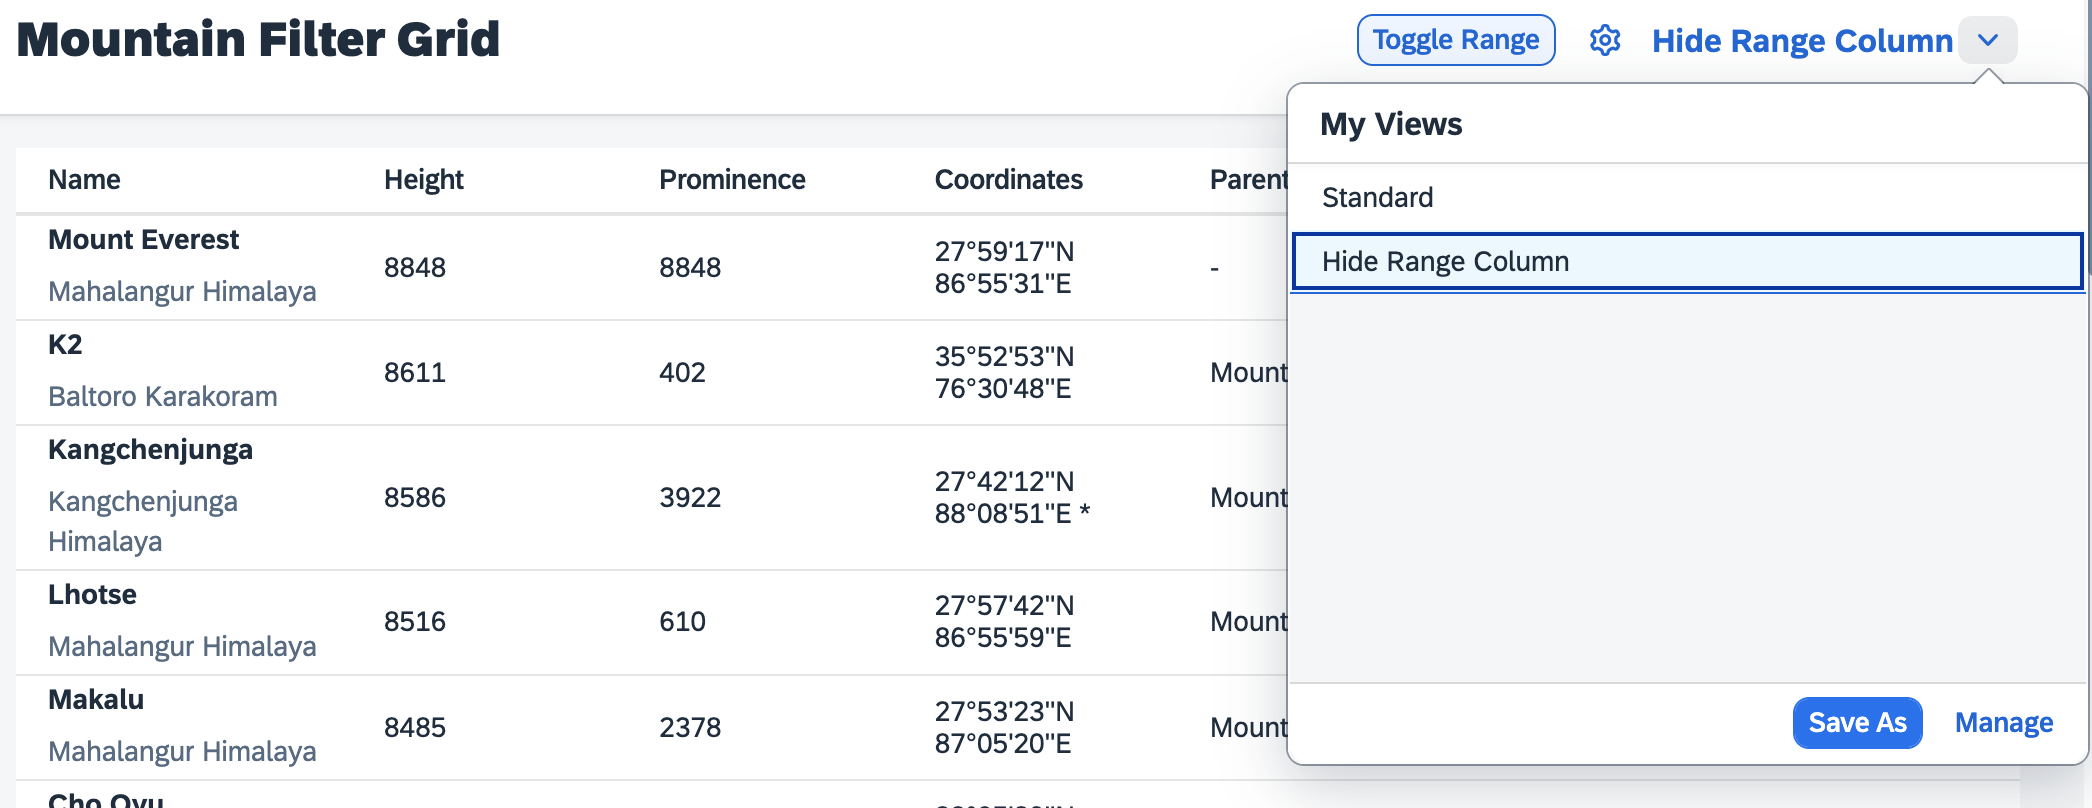 Mountain Filter Grid
Toggle Range
Hide Range Column
My Views
Standard
Hide Range Column
Save As
Manage
Name Height Prominence Coordinates Parent
Mount Everest
Mahalangur Himalaya
8848
8848
27°59'17"N
86°55'31"E
-
K2
Baltoro Karakoram
8611
402
35°52'53"N
76°30'48"E
Mount
Kangchenjunga
Kangchenjunga
Himalaya
8586
3922
27°42'12"N
88°08'51"E *
Mount
Lhotse
Mahalangur Himalaya
8516
610
27°57'42"N
86°55'59"E
Mount
Makalu
Mahalangur Himalaya
8485
2378
27°53'23"N
87°05'20"E
Mount
Cho Oyu